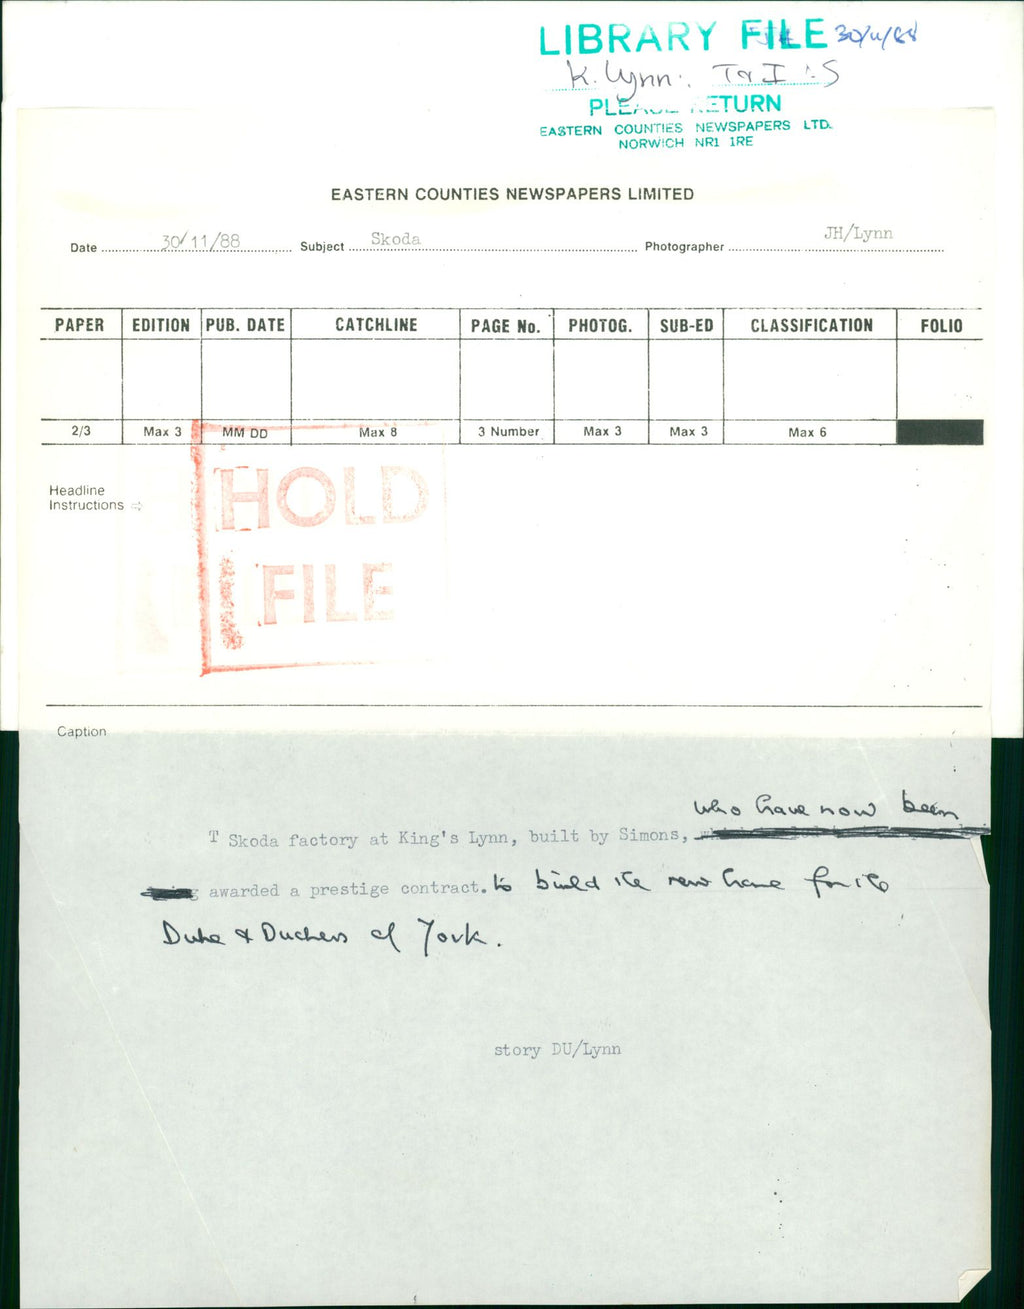 LIBRARY FILE 30/11/88
K. Lynn. T & I
PLEASE RETURN
EASTERN COUNTIES NEWSPAPERS LTD.
NORWICH NR1 1RE
EASTERN COUNTIES NEWSPAPERS LIMITED
Date 30/11/88 Subject Skoda Photographer JH/Lynn
PAPER EDITION PUB. DATE CATCHLINE PAGE No. PHOTOG. SUB-ED CLASSIFICATION FOLIO
2/3 Max 3 MM DD Max 8 3 Number Max 3 Max 3 Max 6
HOLD
FILE
Headline
Instructions ⇨
Caption
who have now been
T Skoda factory at King's Lynn, built by Simons,
awarded a prestige contract. to build the new home for the
Duke & Duchess of York.
story DU/Lynn